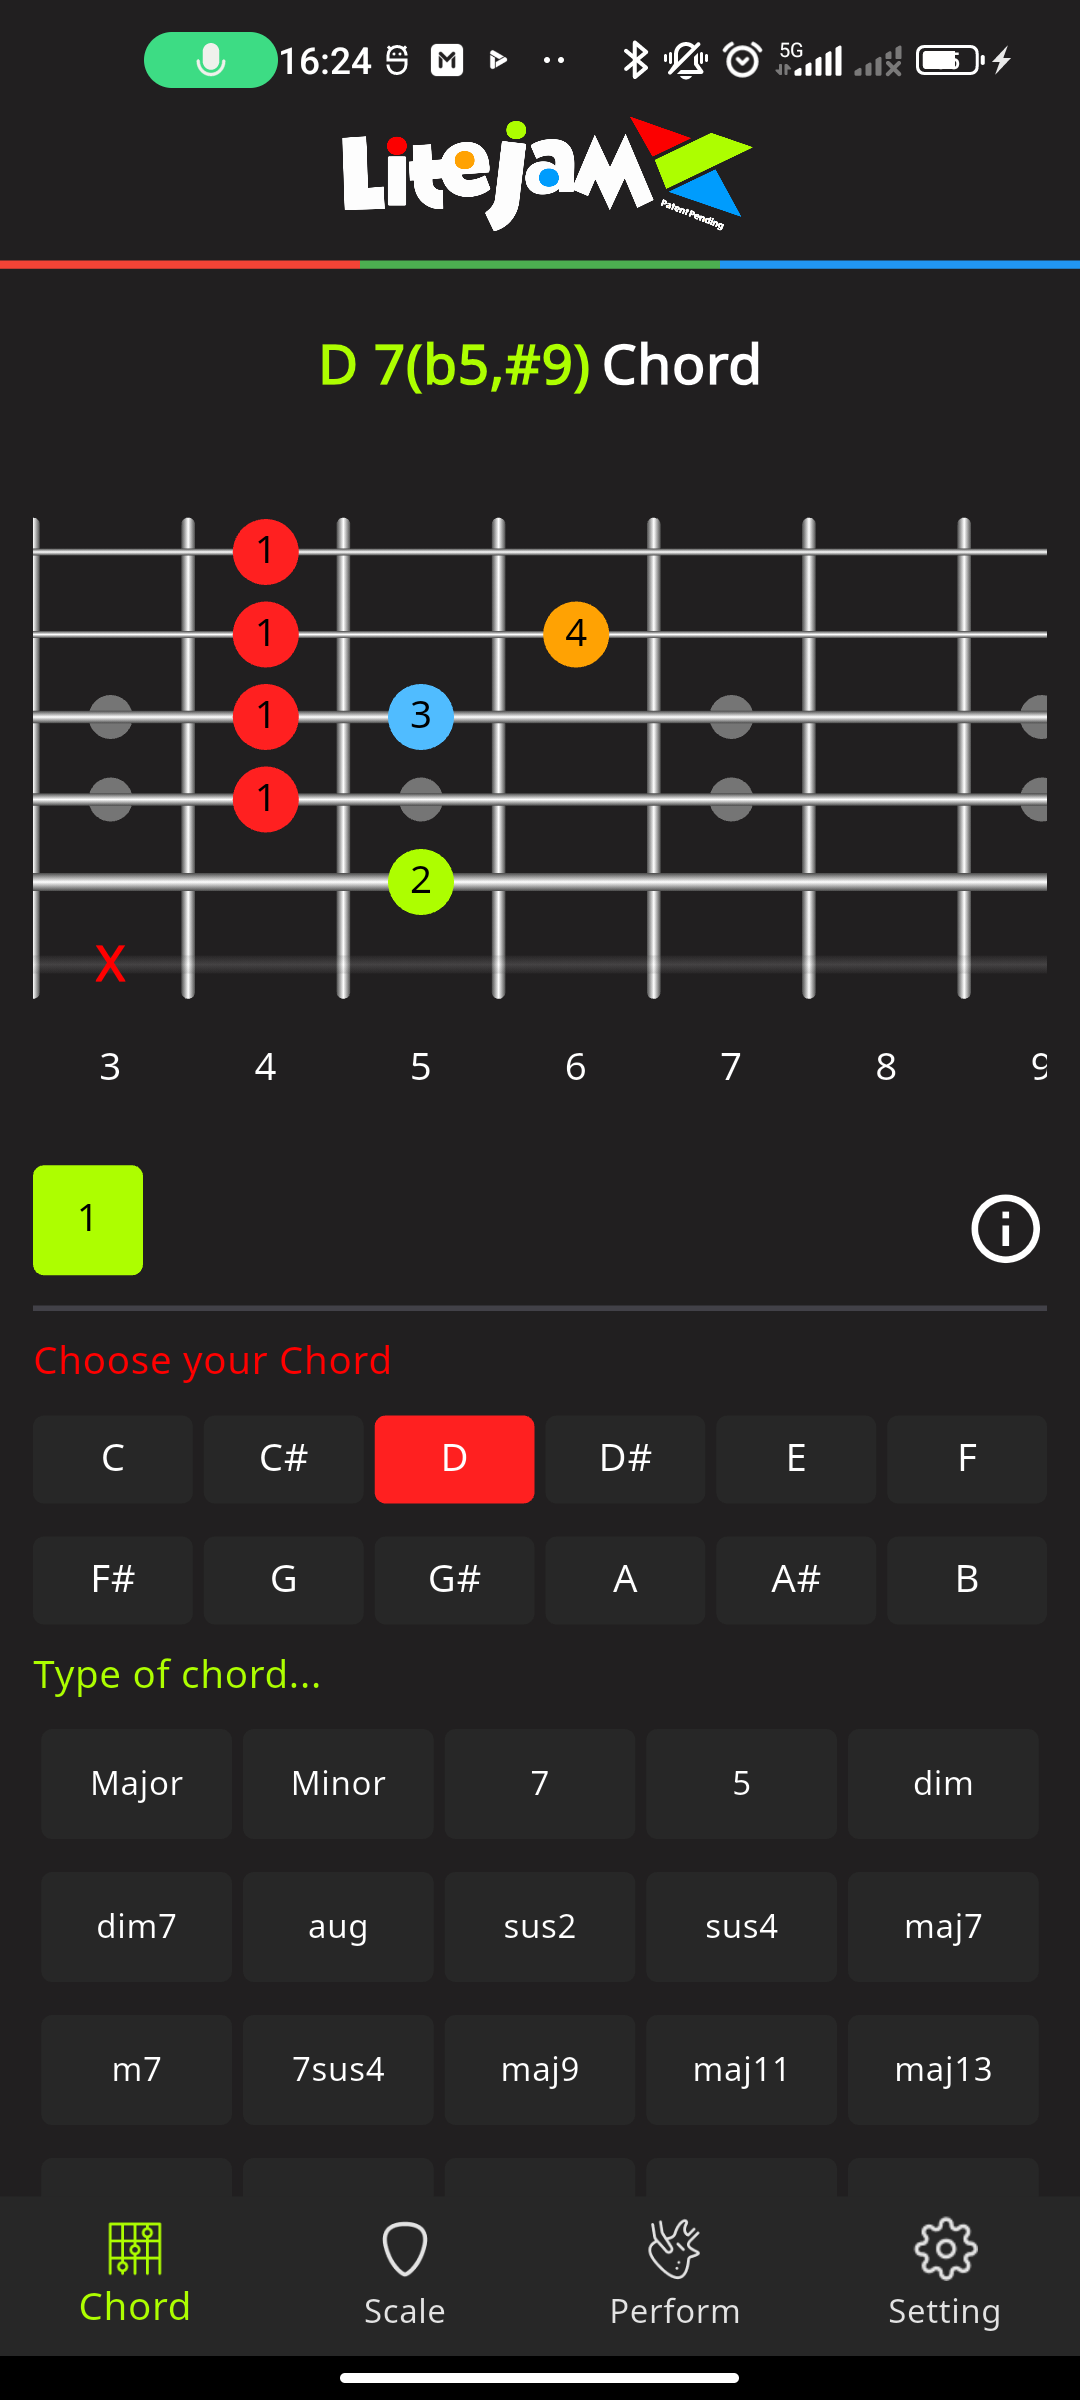 16:24
5G
Litejam
Patent Pending
D 7(b5,#9) Chord
1
1 4
1 3
1
2
X
3 4 5 6 7 8 9
1
Choose your Chord
C C# D D# E F
F# G G# A A# B
Type of chord...
Major Minor 7 5 dim
dim7 aug sus2 sus4 maj7
m7 7sus4 maj9 maj11 maj13
Chord Scale Perform Setting